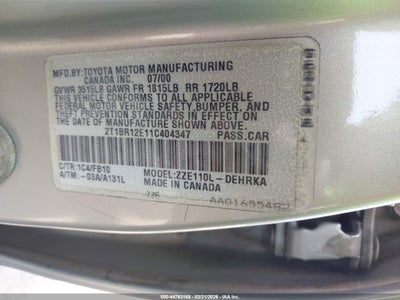 MFD.BY:TOYOTA MOTOR MANUFACTURING
CANADA INC. 07/00
GVWR 3515LB GAWR FR 1815LB RR 1720LB
THIS VEHICLE CONFORMS TO ALL APPLICABLE
FEDERAL MOTOR VEHICLE SAFETY,BUMPER, AND
THEFT PREVENTION STANDARDS IN EFFECT ON
THE DATE OF MANUFACTURE SHOWN ABOVE.
2T1BR12E11C404347 PASS.CAR
C/TR:1C4/FB10
A/TM:-03A/A131L
MODEL:ZZE110L-DEHRKA
MADE IN CANADA